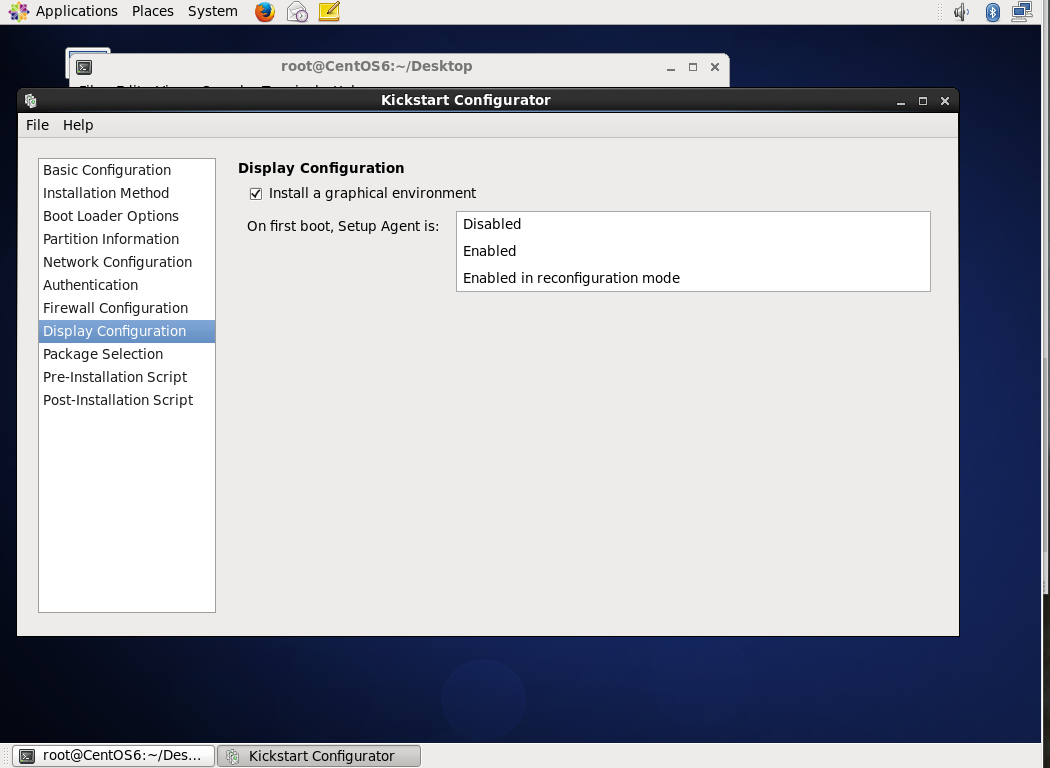 Applications Places System
root@CentOS6:~/Desktop
Kickstart Configurator
File Help
Basic Configuration
Installation Method
Boot Loader Options
Partition Information
Network Configuration
Authentication
Firewall Configuration
Display Configuration
Package Selection
Pre-Installation Script
Post-Installation Script
Display Configuration
Install a graphical environment
On first boot, Setup Agent is:
Disabled
Enabled
Enabled in reconfiguration mode
root@CentOS6:~/Des...
Kickstart Configurator